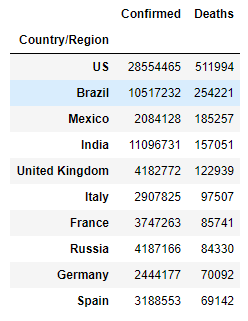 Confirmed Deaths
Country/Region
US 28554465 511994
Brazil 10517232 254221
Mexico 2084128 185257
India 11096731 157051
United Kingdom 4182772 122939
Italy 2907825 97507
France 3747263 85741
Russia 4187166 84330
Germany 2444177 70092
Spain 3188553 69142